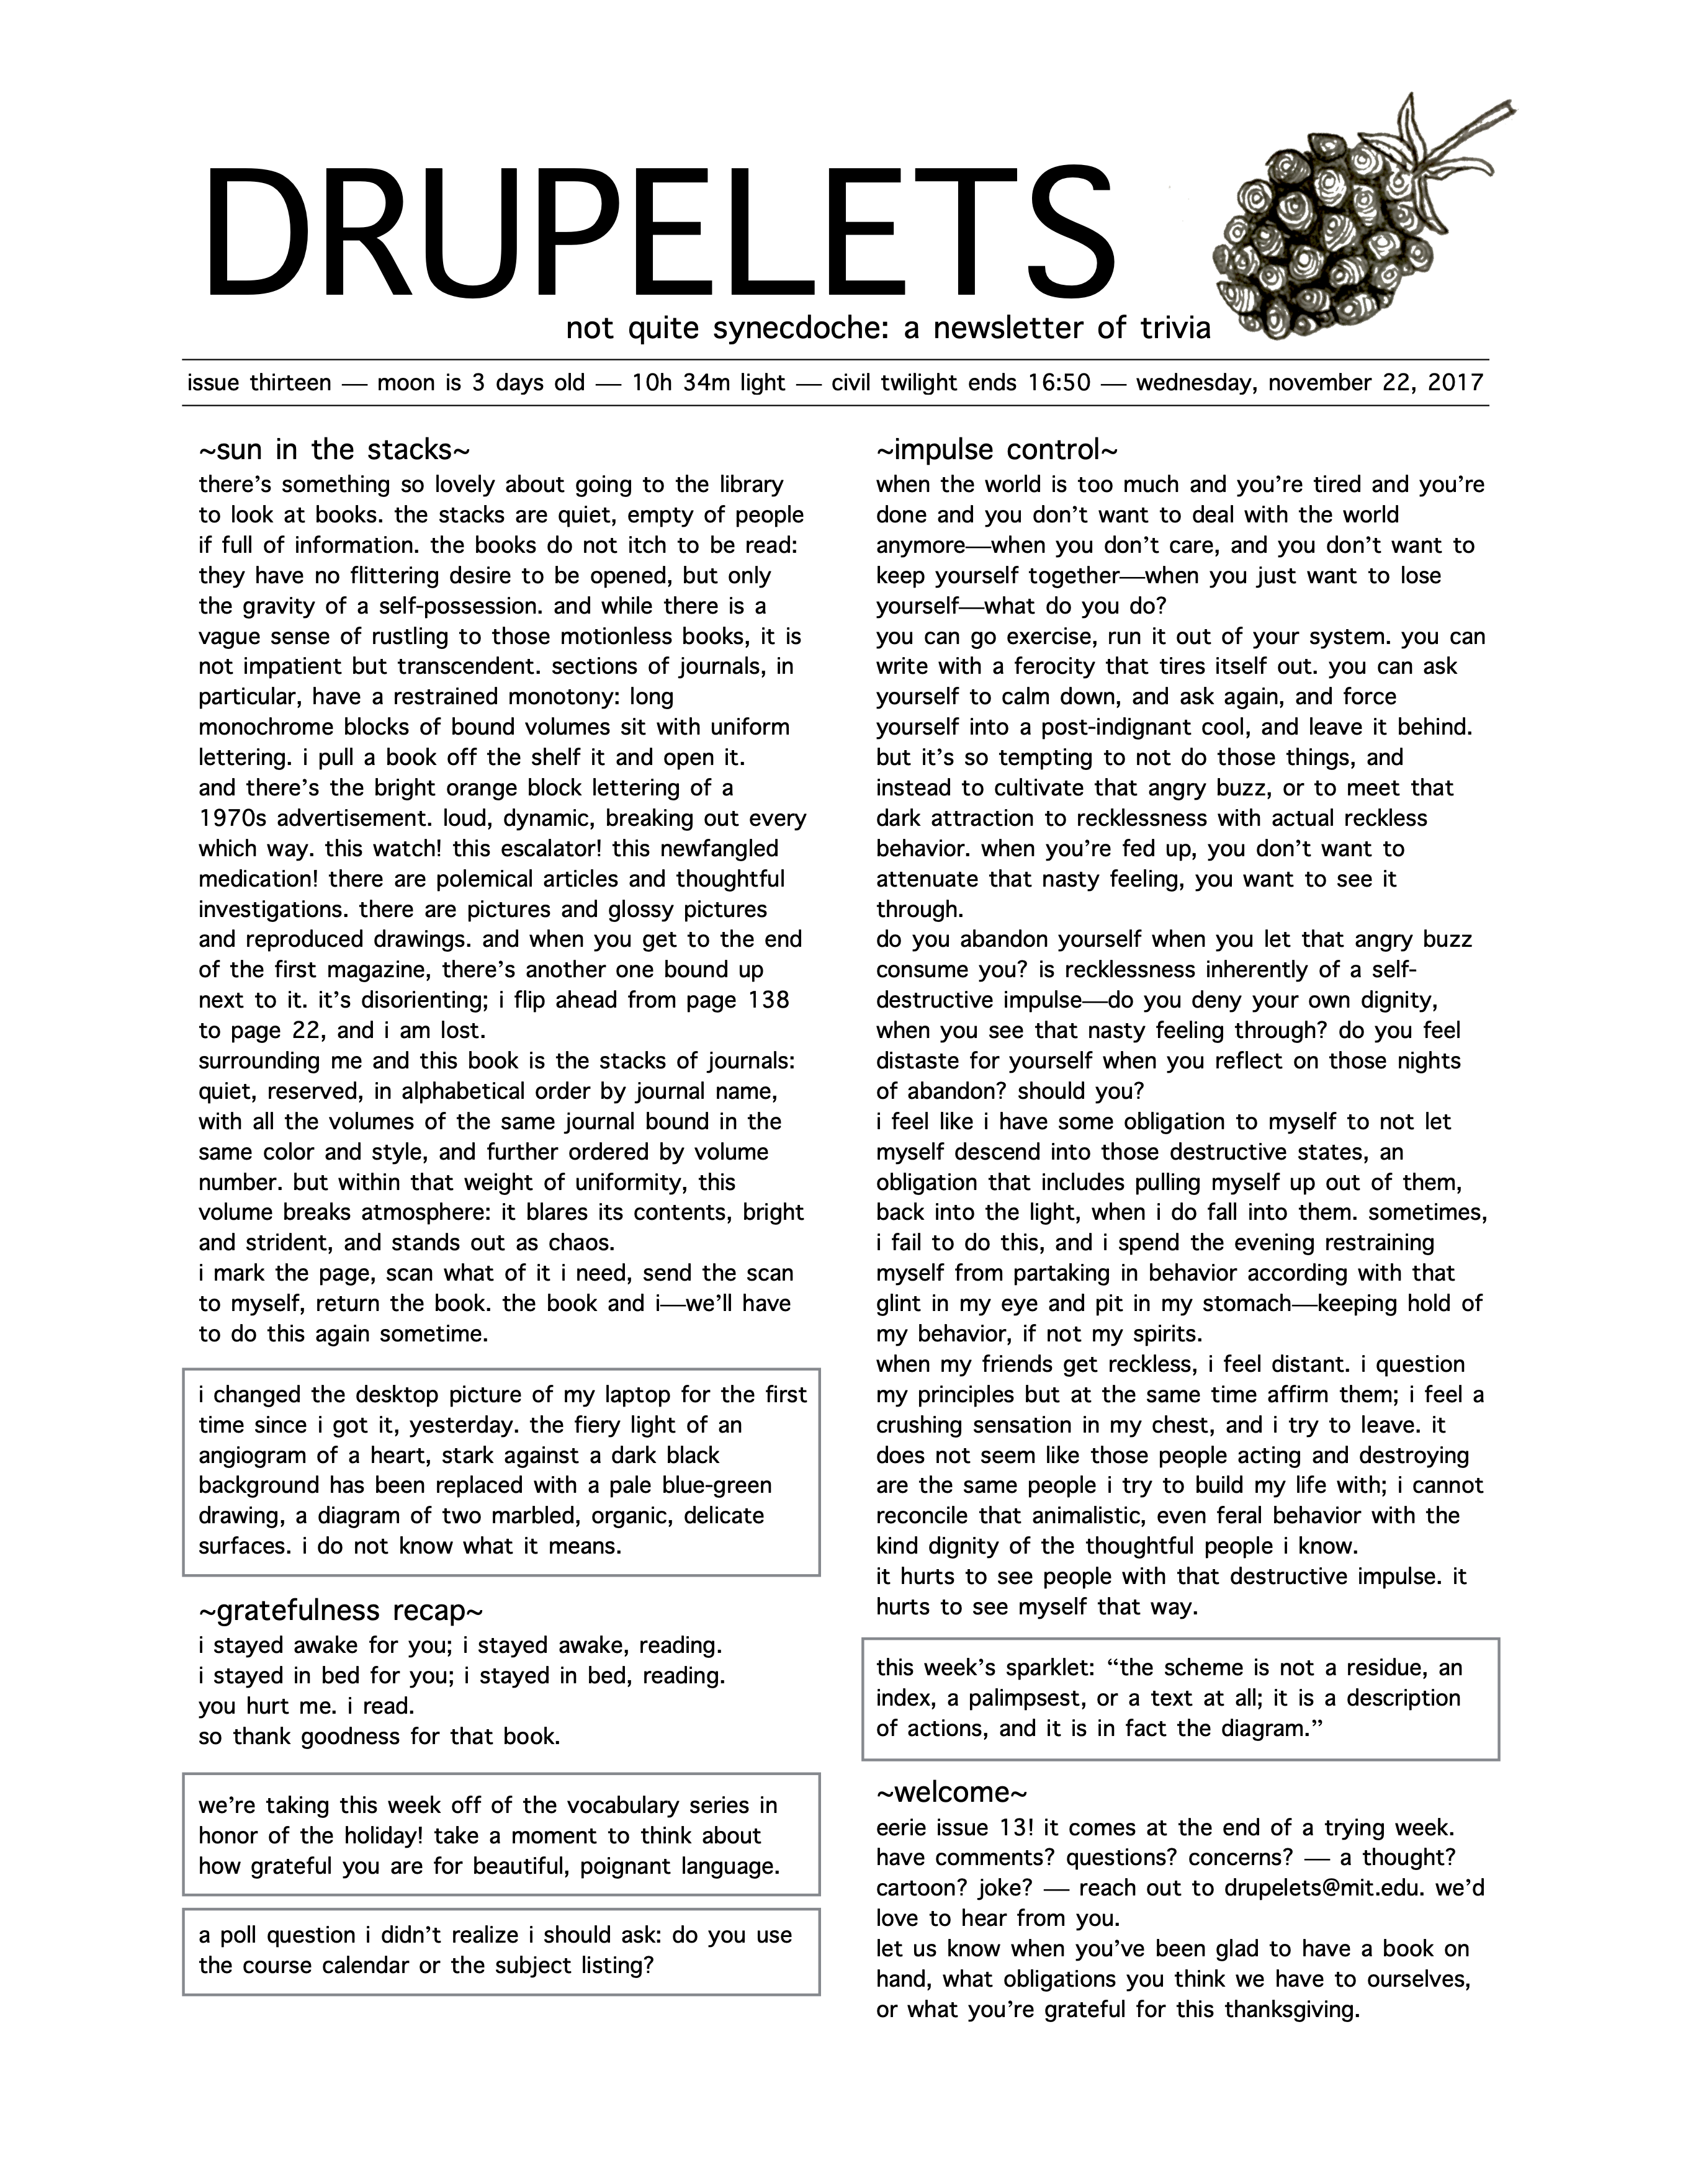 DRUPELETS
not quite synecdoche: a newsletter of trivia
issue thirteen — moon is 3 days old — 10h 34m light — civil twilight ends 16:50 — wednesday, november 22, 2017
~sun in the stacks~
there’s something so lovely about going to the library
to look at books. the stacks are quiet, empty of people
if full of information. the books do not itch to be read:
they have no flittering desire to be opened, but only
the gravity of a self-possession. and while there is a
vague sense of rustling to those motionless books, it is
not impatient but transcendent. sections of journals, in
particular, have a restrained monotony: long
monochrome blocks of bound volumes sit with uniform
lettering. i pull a book off the shelf it and open it.
and there’s the bright orange block lettering of a
1970s advertisement. loud, dynamic, breaking out every
which way. this watch! this escalator! this newfangled
medication! there are polemical articles and thoughtful
investigations. there are pictures and glossy pictures
and reproduced drawings. and when you get to the end
of the first magazine, there’s another one bound up
next to it. it’s disorienting; i flip ahead from page 138
to page 22, and i am lost.
surrounding me and this book is the stacks of journals:
quiet, reserved, in alphabetical order by journal name,
with all the volumes of the same journal bound in the
same color and style, and further ordered by volume
number. but within that weight of uniformity, this
volume breaks atmosphere: it blares its contents, bright
and strident, and stands out as chaos.
i mark the page, scan what of it i need, send the scan
to myself, return the book. the book and i—we’ll have
to do this again sometime.
i changed the desktop picture of my laptop for the first
time since i got it, yesterday. the fiery light of an
angiogram of a heart, stark against a dark black
background has been replaced with a pale blue-green
drawing, a diagram of two marbled, organic, delicate
surfaces. i do not know what it means.
~gratefulness recap~
i stayed awake for you; i stayed awake, reading.
i stayed in bed for you; i stayed in bed, reading.
you hurt me. i read.
so thank goodness for that book.
we’re taking this week off of the vocabulary series in
honor of the holiday! take a moment to think about
how grateful you are for beautiful, poignant language.
a poll question i didn’t realize i should ask: do you use
the course calendar or the subject listing?
~impulse control~
when the world is too much and you’re tired and you’re
done and you don’t want to deal with the world
anymore—when you don’t care, and you don’t want to
keep yourself together—when you just want to lose
yourself—what do you do?
you can go exercise, run it out of your system. you can
write with a ferocity that tires itself out. you can ask
yourself to calm down, and ask again, and force
yourself into a post-indignant cool, and leave it behind.
but it’s so tempting to not do those things, and
instead to cultivate that angry buzz, or to meet that
dark attraction to recklessness with actual reckless
behavior. when you’re fed up, you don’t want to
attenuate that nasty feeling, you want to see it
through.
do you abandon yourself when you let that angry buzz
consume you? is recklessness inherently of a self-
destructive impulse—do you deny your own dignity,
when you see that nasty feeling through? do you feel
distaste for yourself when you reflect on those nights
of abandon? should you?
i feel like i have some obligation to myself to not let
myself descend into those destructive states, an
obligation that includes pulling myself up out of them,
back into the light, when i do fall into them. sometimes,
i fail to do this, and i spend the evening restraining
myself from partaking in behavior according with that
glint in my eye and pit in my stomach—keeping hold of
my behavior, if not my spirits.
when my friends get reckless, i feel distant. i question
my principles but at the same time affirm them; i feel a
crushing sensation in my chest, and i try to leave. it
does not seem like those people acting and destroying
are the same people i try to build my life with; i cannot
reconcile that animalistic, even feral behavior with the
kind dignity of the thoughtful people i know.
it hurts to see people with that destructive impulse. it
hurts to see myself that way.
this week’s sparklet: “the scheme is not a residue, an
index, a palimpsest, or a text at all; it is a description
of actions, and it is in fact the diagram.”
~welcome~
eerie issue 13! it comes at the end of a trying week.
have comments? questions? concerns? — a thought?
cartoon? joke? — reach out to drupelets@mit.edu. we’d
love to hear from you.
let us know when you’ve been glad to have a book on
hand, what obligations you think we have to ourselves,
or what you’re grateful for this thanksgiving.